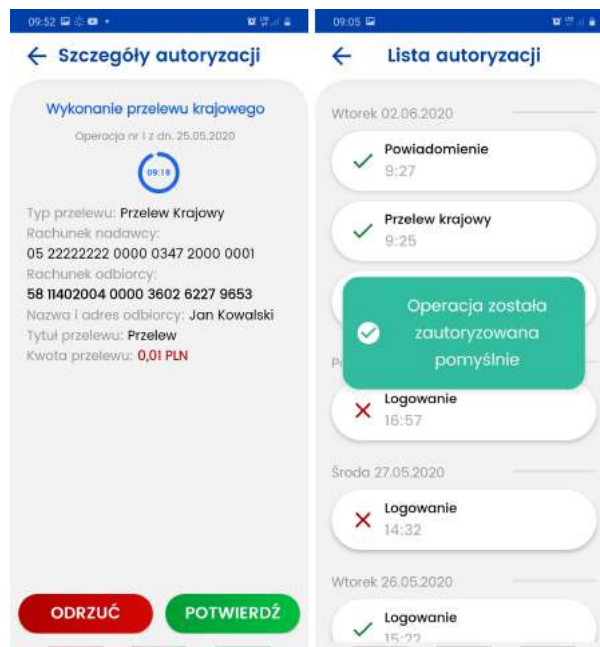 09:52
Szczegóły autoryzacji
Wykonanie przelewu krajowego
Operacja nr 1 z dn. 25.05.2020
09:18
Typ przelewu: Przelew Krajowy
Rachunek nadawcy:
05 22222222 0000 0347 2000 0001
Rachunek odbiorcy:
58 11402004 0000 3602 6227 9653
Nazwa i adres odbiorcy: Jan Kowalski
Tytuł przelewu: Przelew
Kwota przelewu: 0,01 PLN
ODRZUĆ
POTWIERDŹ
09:05
Lista autoryzacji
Wtorek 02.06.2020
Powiadomienie
9:27
Przelew krajowy
9:25
Operacja została
zautoryzowana
pomyślnie
Logowanie
16:57
Środa 27.05.2020
Logowanie
14:32
Wtorek 26.05.2020
Logowanie
15:22